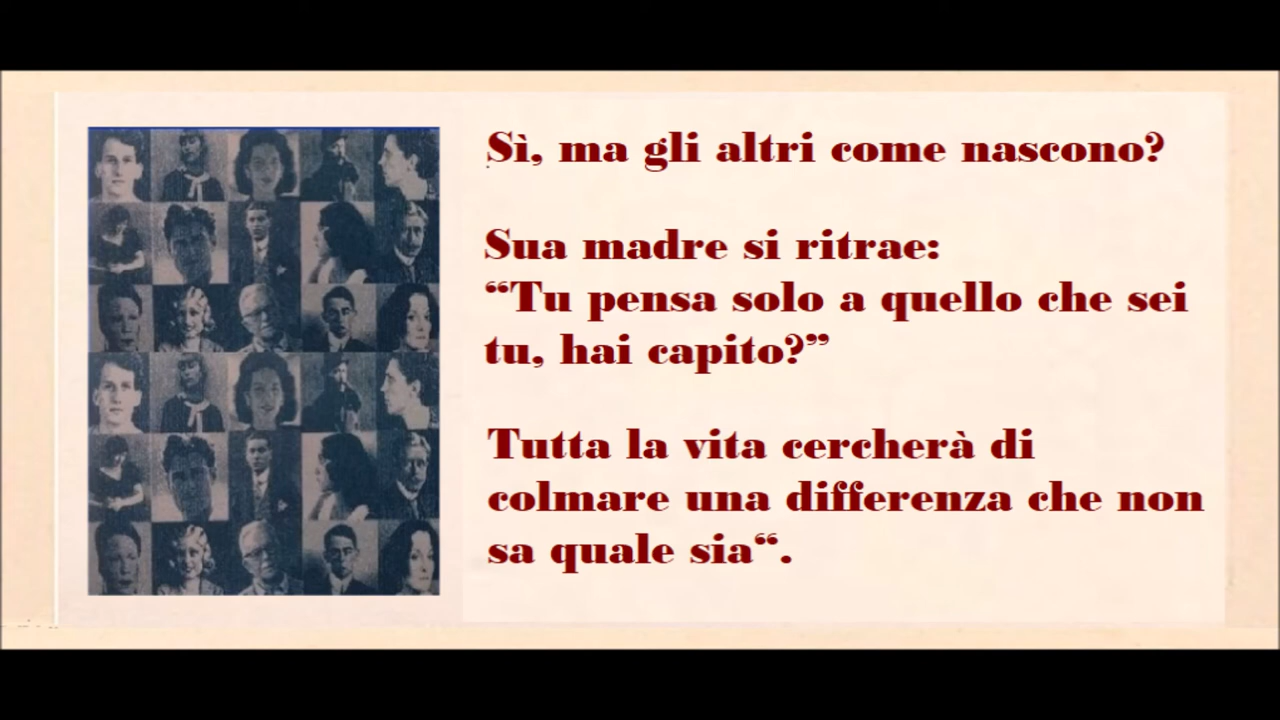 Sì, ma gli altri come nascono?
Sua madre si ritrae:
“Tu pensa solo a quello che sei
tu, hai capito?”
Tutta la vita cercherà di
colmare una differenza che non
sa quale sia“.